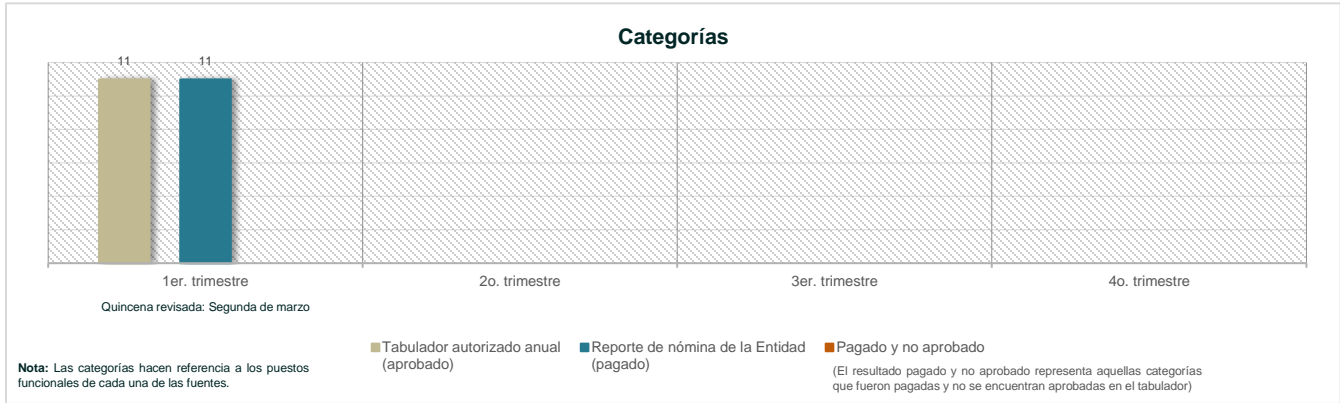 Categorías
11 11
1er. trimestre 2o. trimestre 3er. trimestre 4o. trimestre
Quincena revisada: Segunda de marzo
Tabulador autorizado anual
(aprobado)
Reporte de nómina de la Entidad
(pagado)
Pagado y no aprobado
(El resultado pagado y no aprobado representa aquellas categorías
que fueron pagadas y no se encuentran aprobadas en el tabulador)
Nota: Las categorías hacen referencia a los puestos
funcionales de cada una de las fuentes.